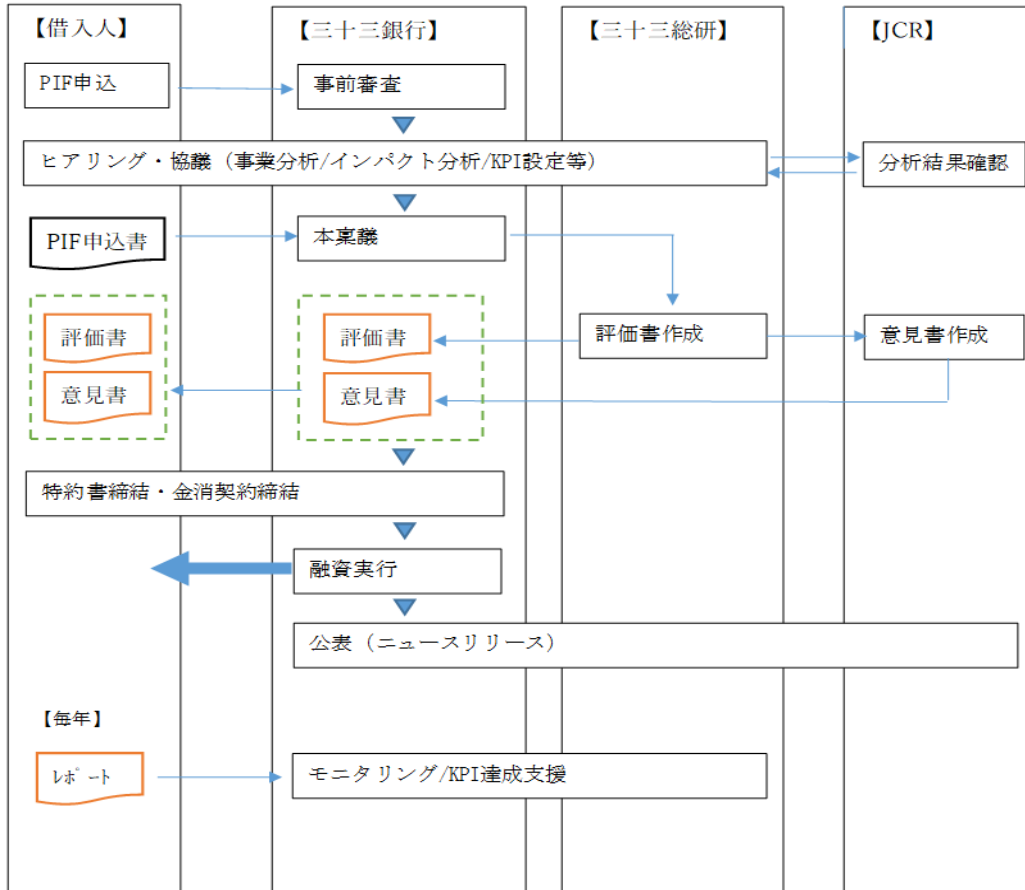 【借入人】
【三十三銀行】
【三十三総研】
【JCR】
PIF申込
事前審査
ヒアリング・協議（事業分析/インパクト分析/KPI設定等）
分析結果確認
PIF申込書
本稟議
評価書
評価書
評価書作成
意見書作成
意見書
意見書
特約書締結・金消契約締結
融資実行
公表（ニュースリリース）
【毎年】
ﾚﾎﾟｰﾄ
モニタリング/KPI達成支援